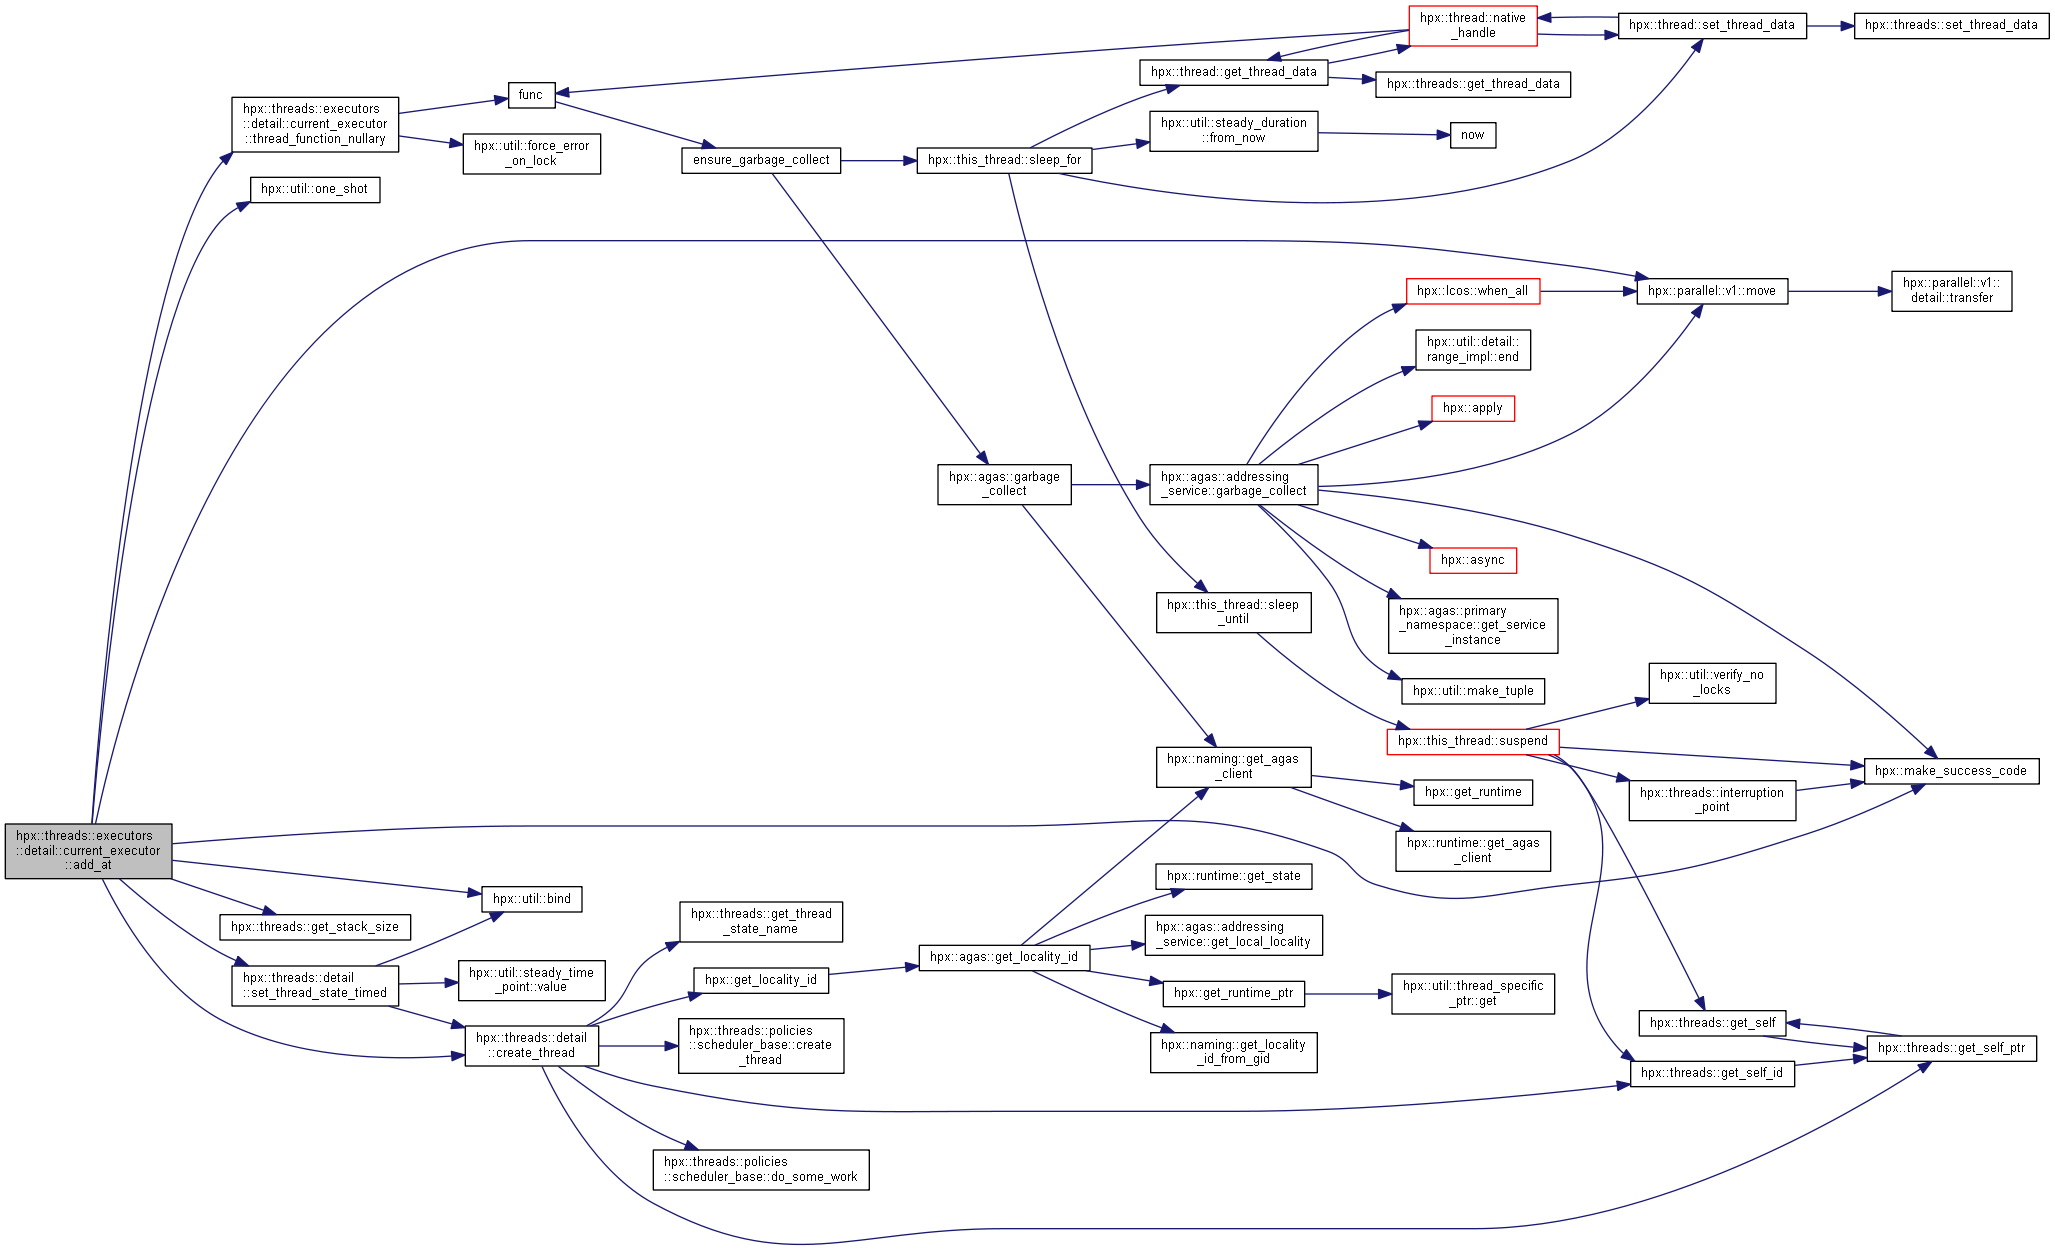 hpx::thread::native
_handle
hpx::thread::set_thread_data
hpx::threads::set_thread_data
hpx::thread::get_thread_data
hpx::threads::get_thread_data
func
hpx::threads::executors
::detail::current_executor
::thread_function_nullary
hpx::util::force_error
_on_lock
hpx::util::steady_duration
::from_now
now
ensure_garbage_collect
hpx::this_thread::sleep_for
hpx::util::one_shot
hpx::lcos::when_all
hpx::parallel::v1::move
hpx::parallel::v1::
detail::transfer
hpx::util::detail::
range_impl::end
hpx::apply
hpx::agas::garbage
_collect
hpx::agas::addressing
_service::garbage_collect
hpx::async
hpx::this_thread::sleep
_until
hpx::agas::primary
_namespace::get_service
_instance
hpx::util::make_tuple
hpx::util::verify_no
_locks
hpx::this_thread::suspend
hpx::naming::get_agas
_client
hpx::make_success_code
hpx::get_runtime
hpx::threads::interruption
_point
hpx::threads::executors
::detail::current_executor
::add_at
hpx::runtime::get_agas
_client
hpx::runtime::get_state
hpx::util::bind
hpx::threads::get_stack_size
hpx::threads::get_thread
_state_name
hpx::agas::addressing
_service::get_local_locality
hpx::agas::get_locality_id
hpx::threads::detail
::set_thread_state_timed
hpx::util::steady_time
_point::value
hpx::get_locality_id
hpx::get_runtime_ptr
hpx::util::thread_specific
_ptr::get
hpx::threads::get_self
hpx::threads::detail
::create_thread
hpx::threads::policies
::scheduler_base::create
_thread
hpx::naming::get_locality
_id_from_gid
hpx::threads::get_self_ptr
hpx::threads::get_self_id
hpx::threads::policies
::scheduler_base::do_some_work